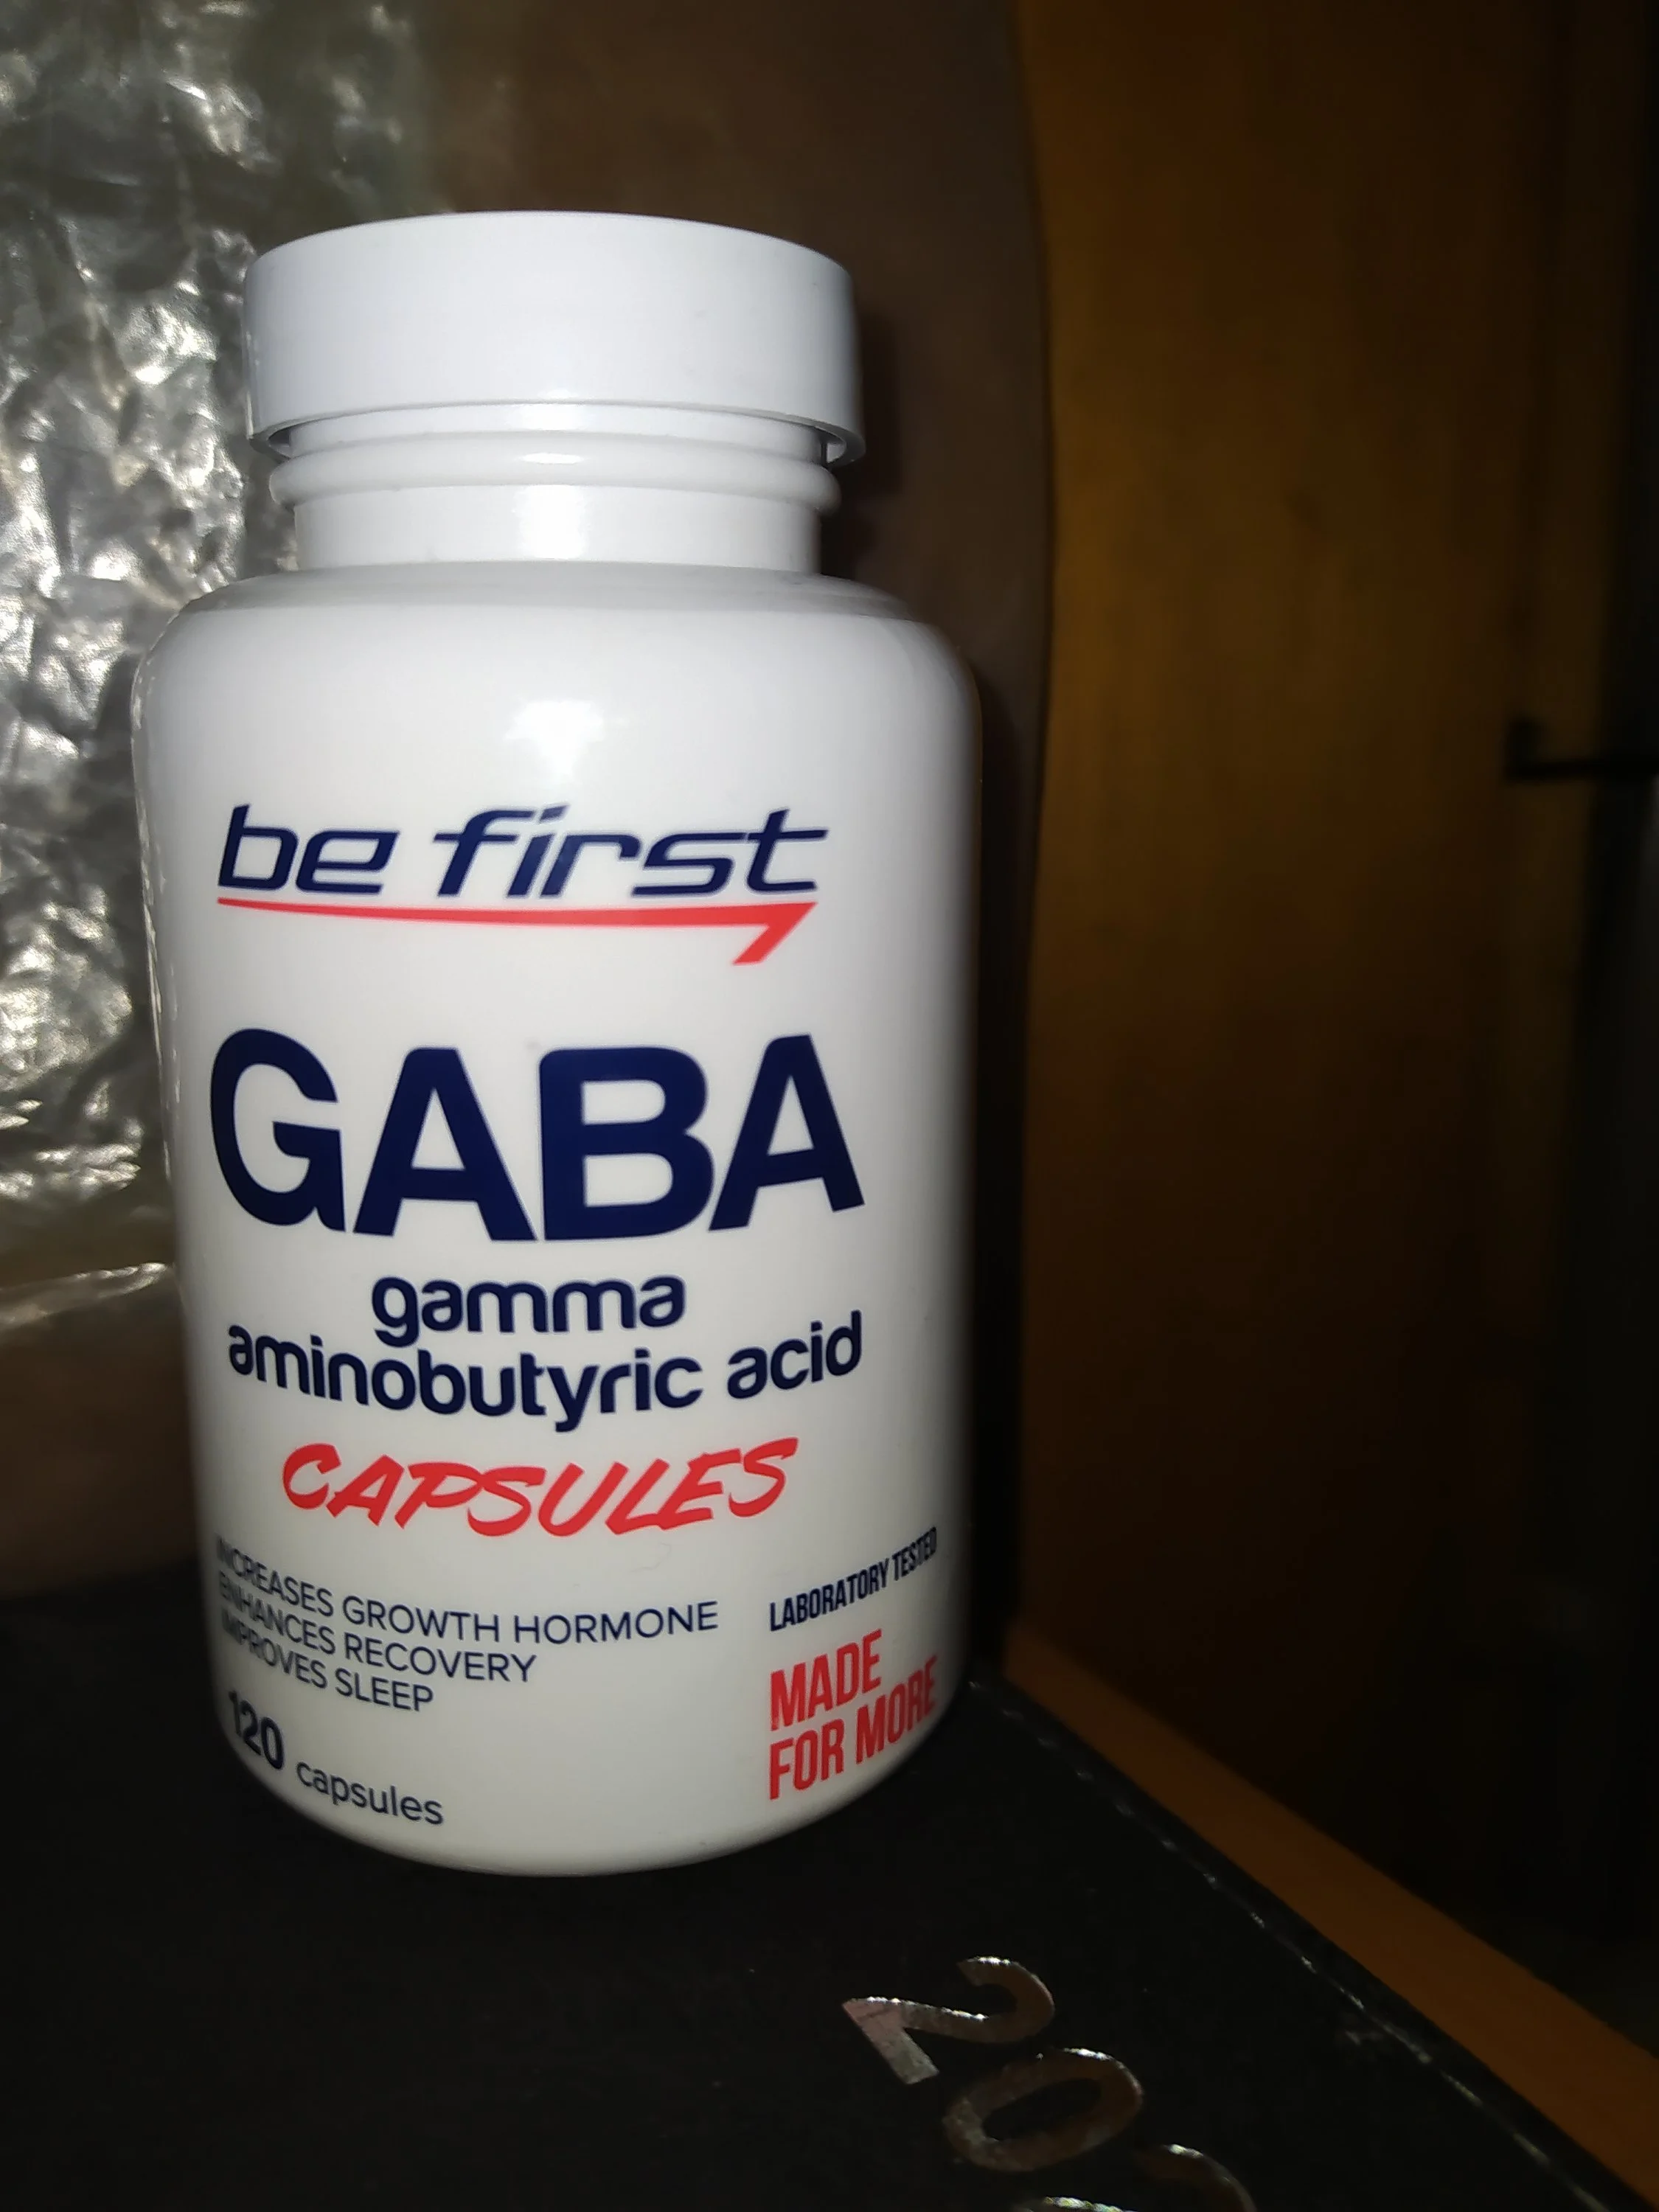 be first
GABA
gamma
aminobutyric acid
CAPSULES
INCREASES GROWTH HORMONE
ENHANCES RECOVERY
IMPROVES SLEEP
120 capsules
LABORATORY TESTED
MADE
FOR MORE
20